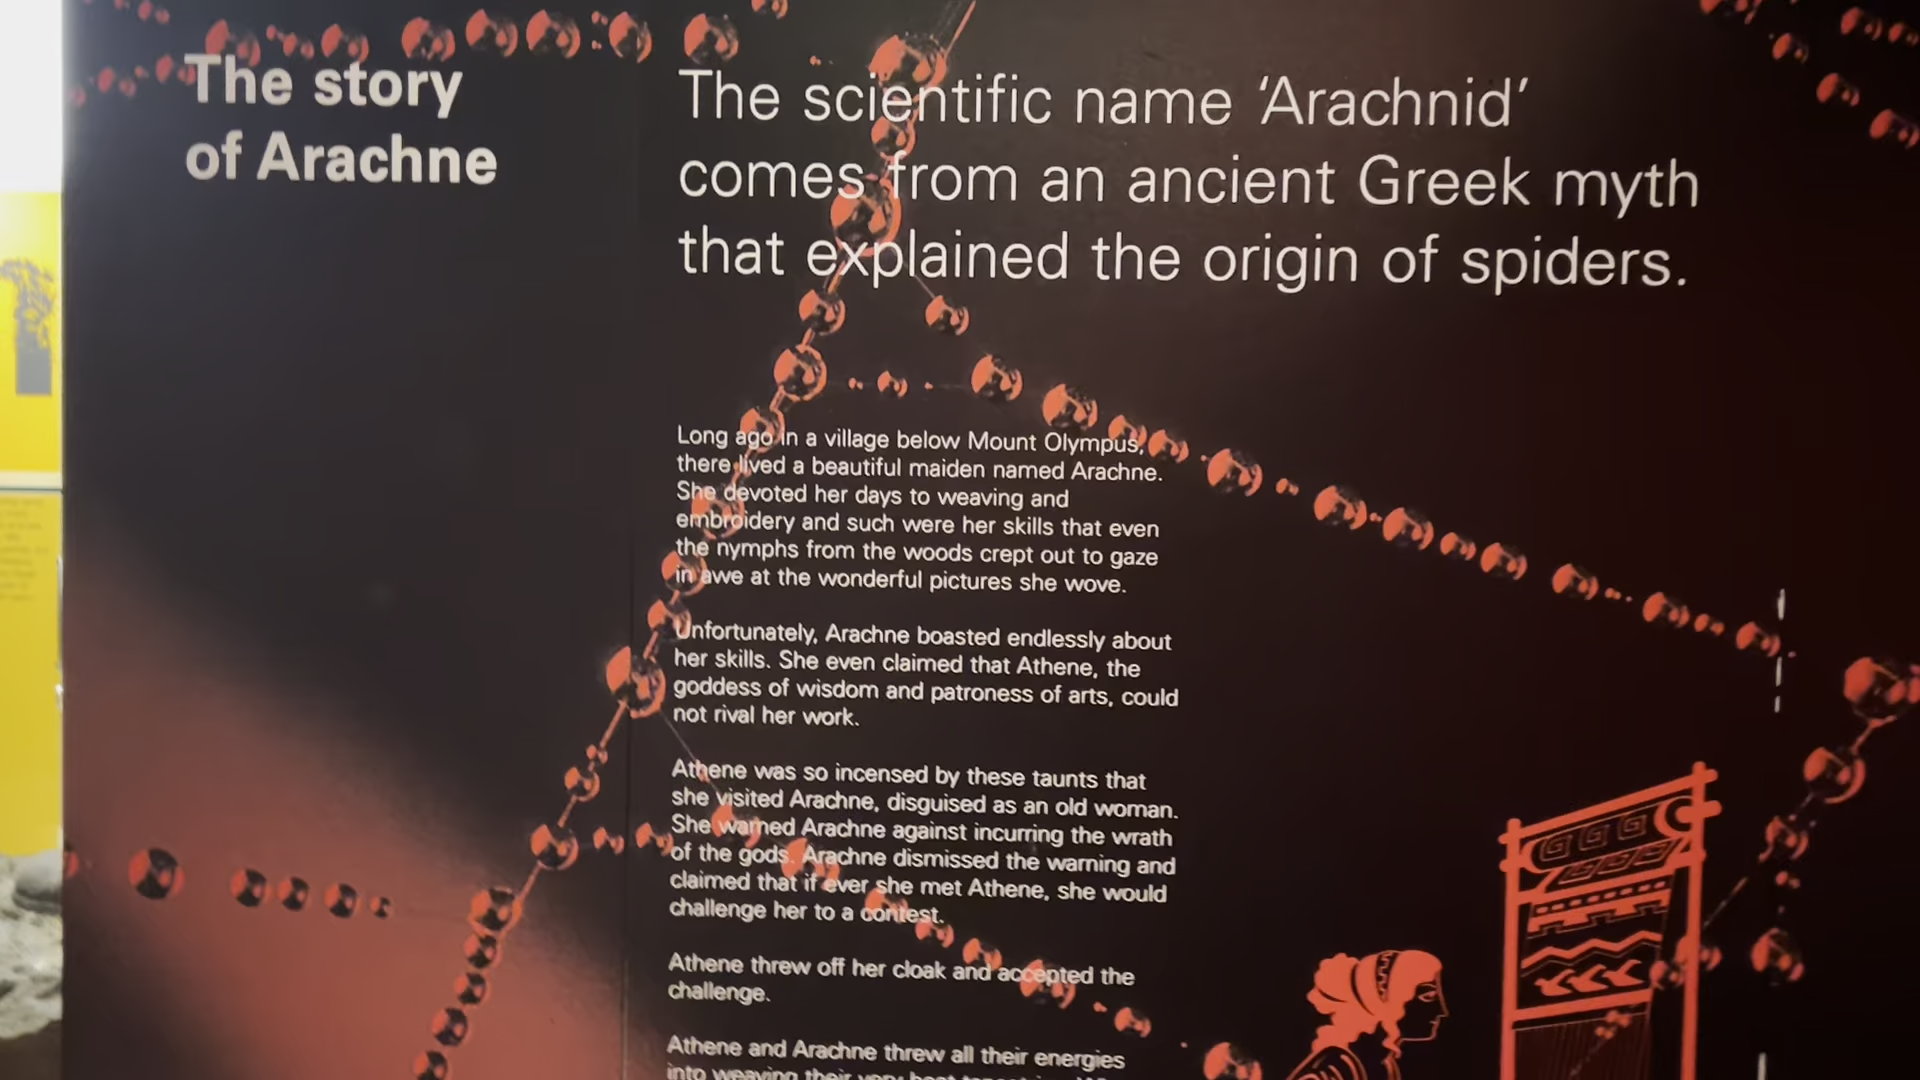 The story
of Arachne
The scientific name ‘Arachnid’
comes from an ancient Greek myth
that explained the origin of spiders.
Long ago in a village below Mount Olympus,
there lived a beautiful maiden named Arachne.
She devoted her days to weaving and
embroidery and such were her skills that even
the nymphs from the woods crept out to gaze
in awe at the wonderful pictures she wove.
Unfortunately, Arachne boasted endlessly about
her skills. She even claimed that Athene, the
goddess of wisdom and patroness of arts, could
not rival her work.
Athene was so incensed by these taunts that
she visited Arachne, disguised as an old woman.
She warned Arachne against incurring the wrath
of the gods. Arachne dismissed the warning and
claimed that if ever she met Athene, she would
challenge her to a contest.
Athene threw off her cloak and accepted the
challenge.
Athene and Arachne threw all their energies
into weaving their very best